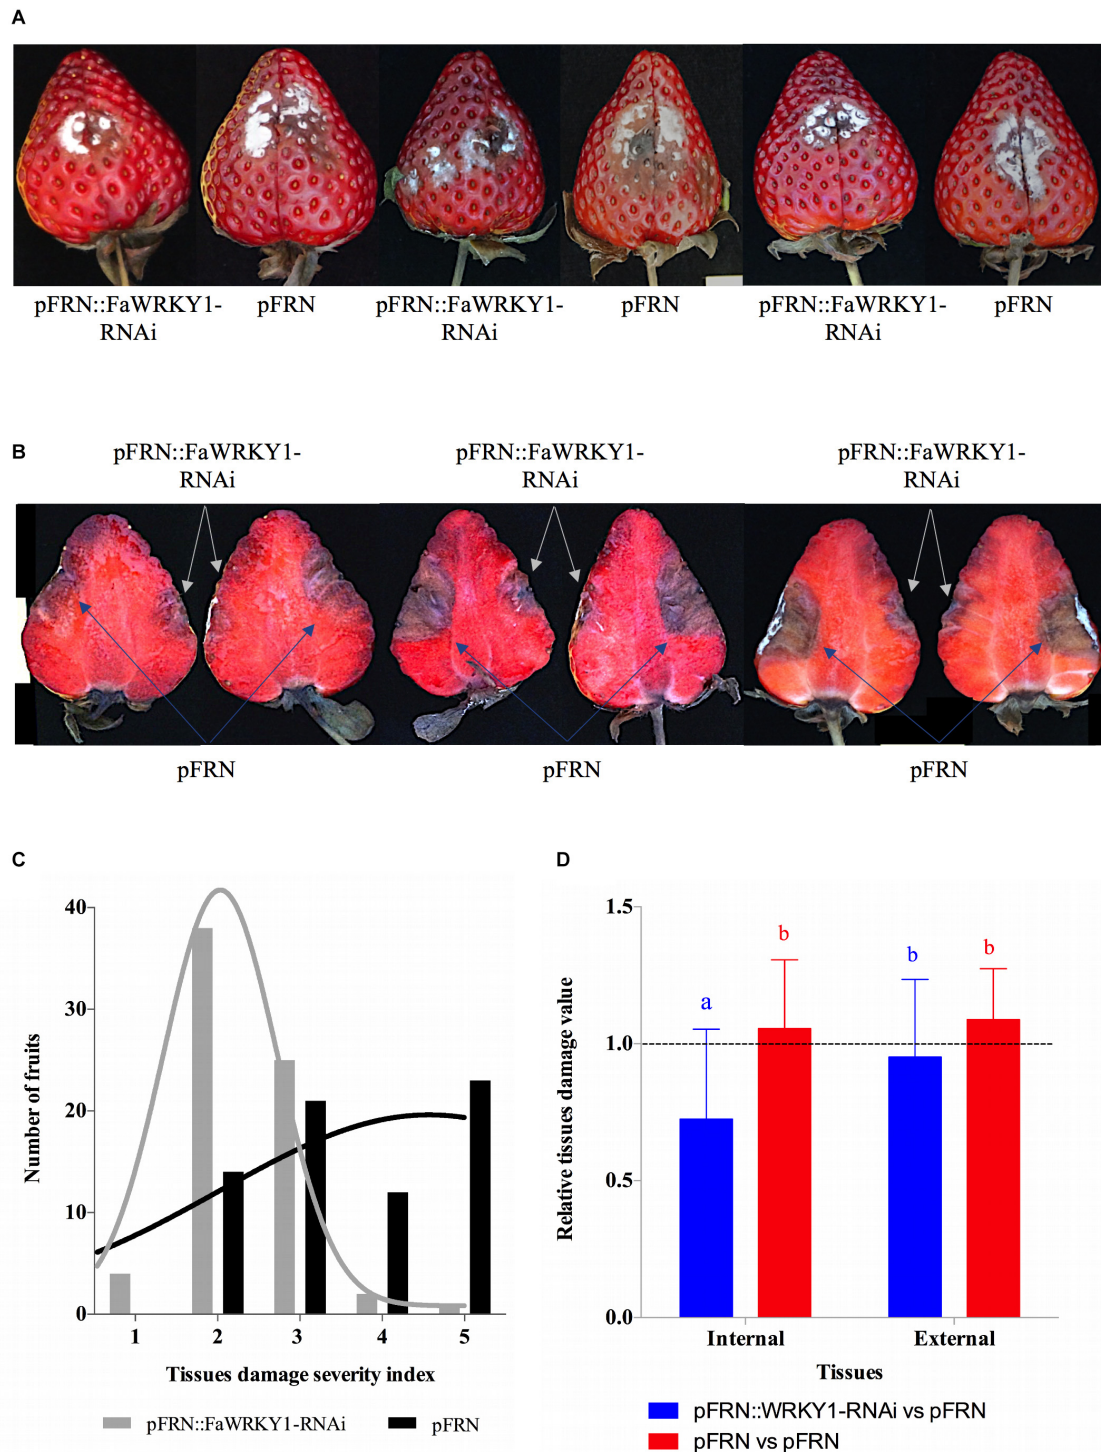 A
pFRN::FaWRKY1-
RNAi
pFRN
pFRN::FaWRKY1-
RNAi
pFRN
pFRN::FaWRKY1-
RNAi
pFRN
B
pFRN::FaWRKY1-
RNAi
pFRN::FaWRKY1-
RNAi
pFRN::FaWRKY1-
RNAi
pFRN
pFRN
pFRN
C
Number of fruits
40
30
20
10
0
1 2 3 4 5
Tissues damage severity index
pFRN::FaWRKY1-RNAi pFRN
D
Relative tissues damage value
1.5
1.0
0.5
0.0
a
b
b
b
Internal External
Tissues
pFRN::WRKY1-RNAi vs pFRN
pFRN vs pFRN